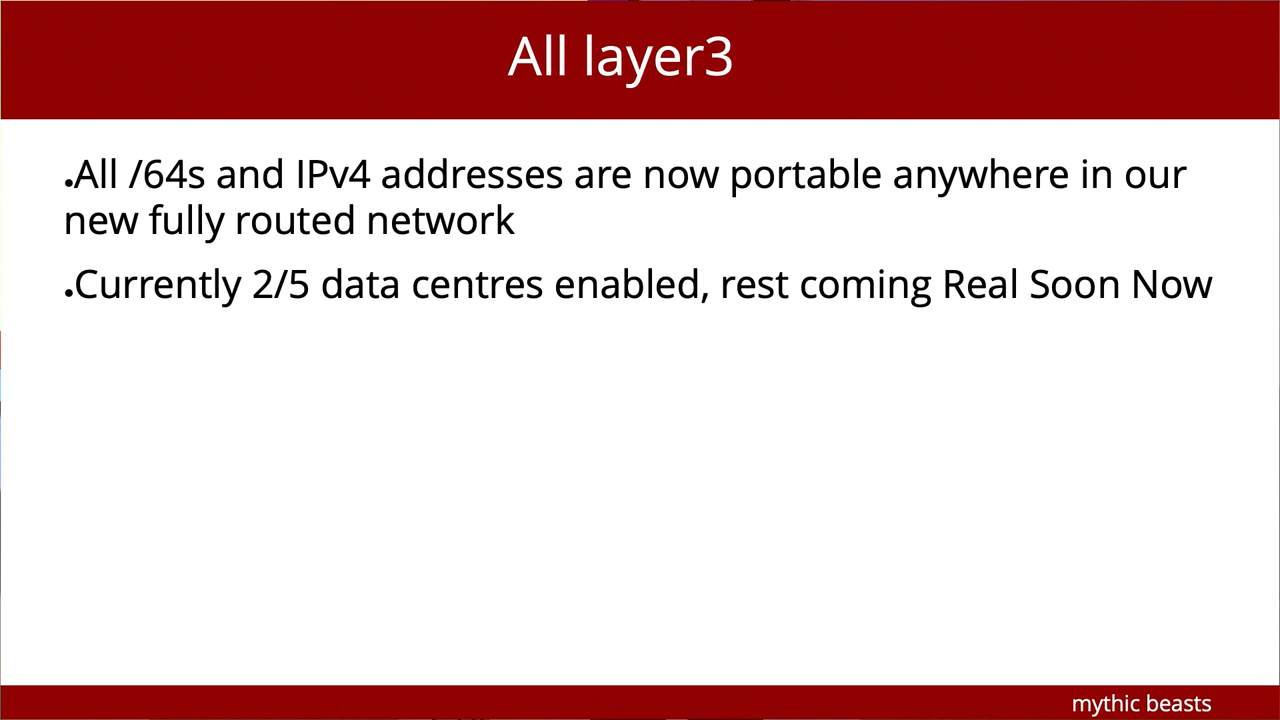 All layer3
•All /64s and IPv4 addresses are now portable anywhere in our
new fully routed network
•Currently 2/5 data centres enabled, rest coming Real Soon Now
mythic beasts